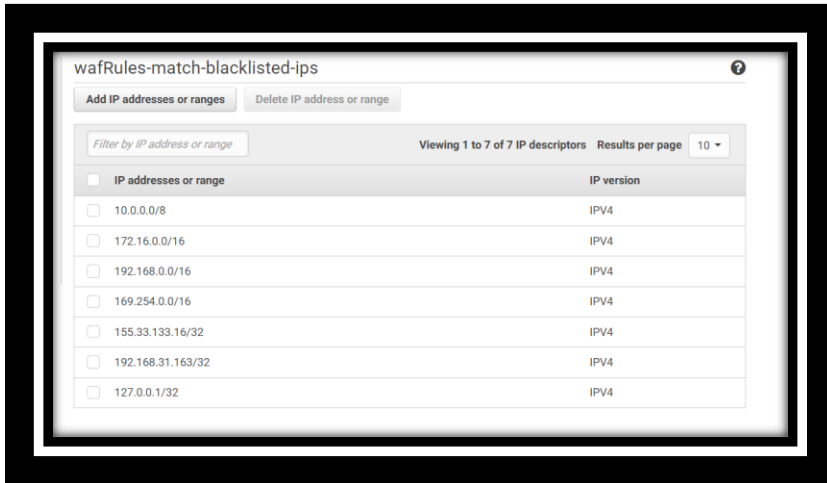 wafRules-match-blacklisted-ips
Add IP addresses or ranges Delete IP address or range
Filter by IP address or range Viewing 1 to 7 of 7 IP descriptors Results per page 10
IP addresses or range IP version
10.0.0.0/8 IPV4
172.16.0.0/16 IPV4
192.168.0.0/16 IPV4
169.254.0.0/16 IPV4
155.33.133.16/32 IPV4
192.168.31.163/32 IPV4
127.0.0.1/32 IPV4